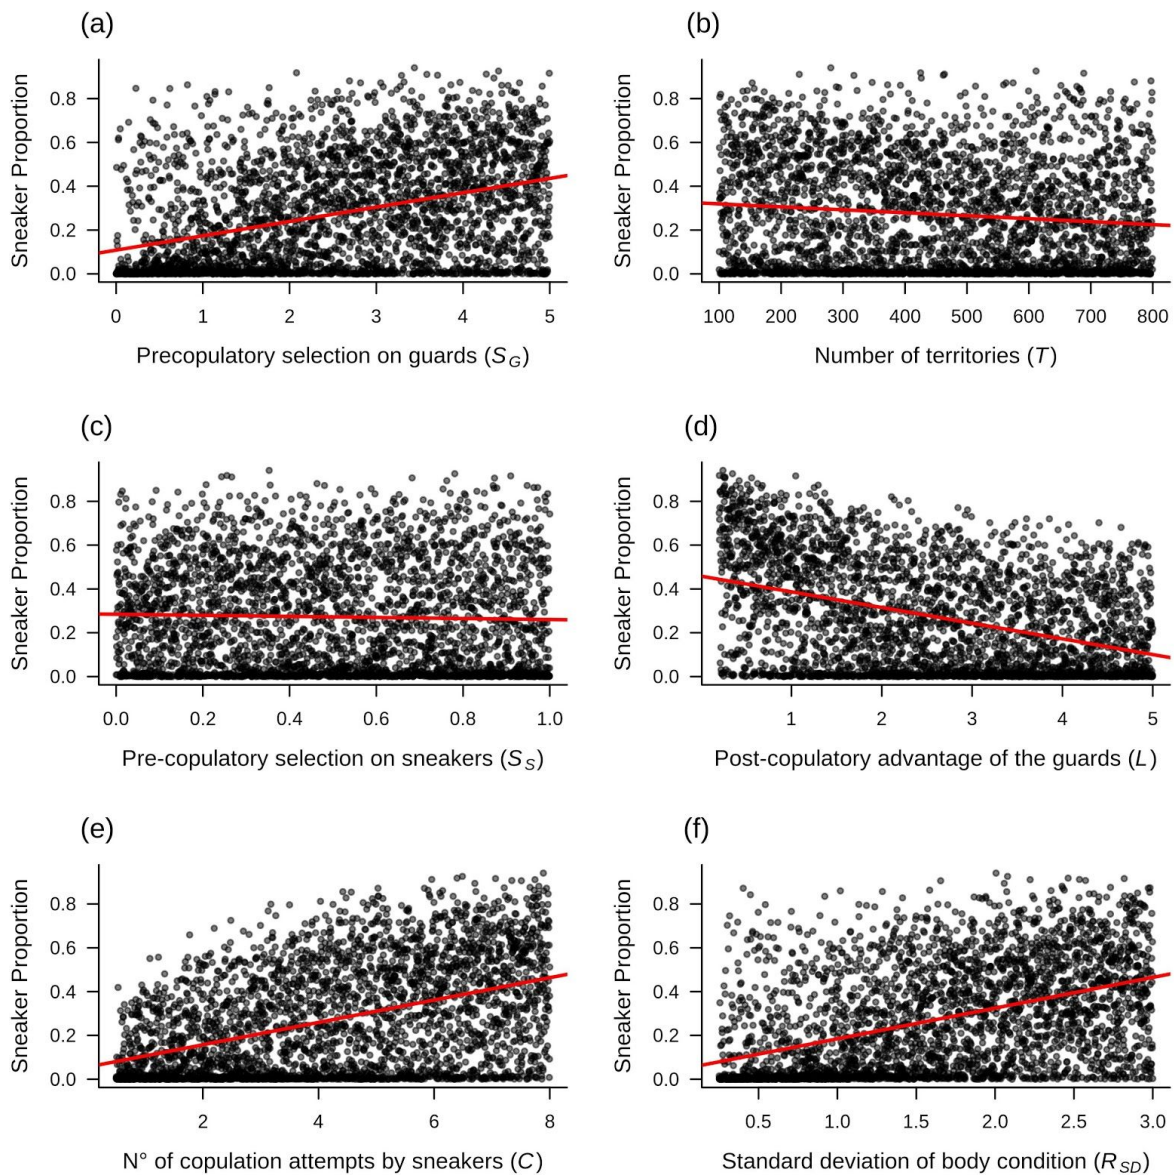 (a)
Sneaker Proportion
0.8
0.6
0.4
0.2
0.0
0 1 2 3 4 5
Precopulatory selection on guards (S_G)
(b)
Sneaker Proportion
0.8
0.6
0.4
0.2
0.0
100 200 300 400 500 600 700 800
Number of territories (T)
(c)
Sneaker Proportion
0.8
0.6
0.4
0.2
0.0
0.0 0.2 0.4 0.6 0.8 1.0
Pre-copulatory selection on sneakers (S_S)
(d)
Sneaker Proportion
0.8
0.6
0.4
0.2
0.0
1 2 3 4 5
Post-copulatory advantage of the guards (L)
(e)
Sneaker Proportion
0.8
0.6
0.4
0.2
0.0
2 4 6 8
N° of copulation attempts by sneakers (C)
(f)
Sneaker Proportion
0.8
0.6
0.4
0.2
0.0
0.5 1.0 1.5 2.0 2.5 3.0
Standard deviation of body condition (R_SD)